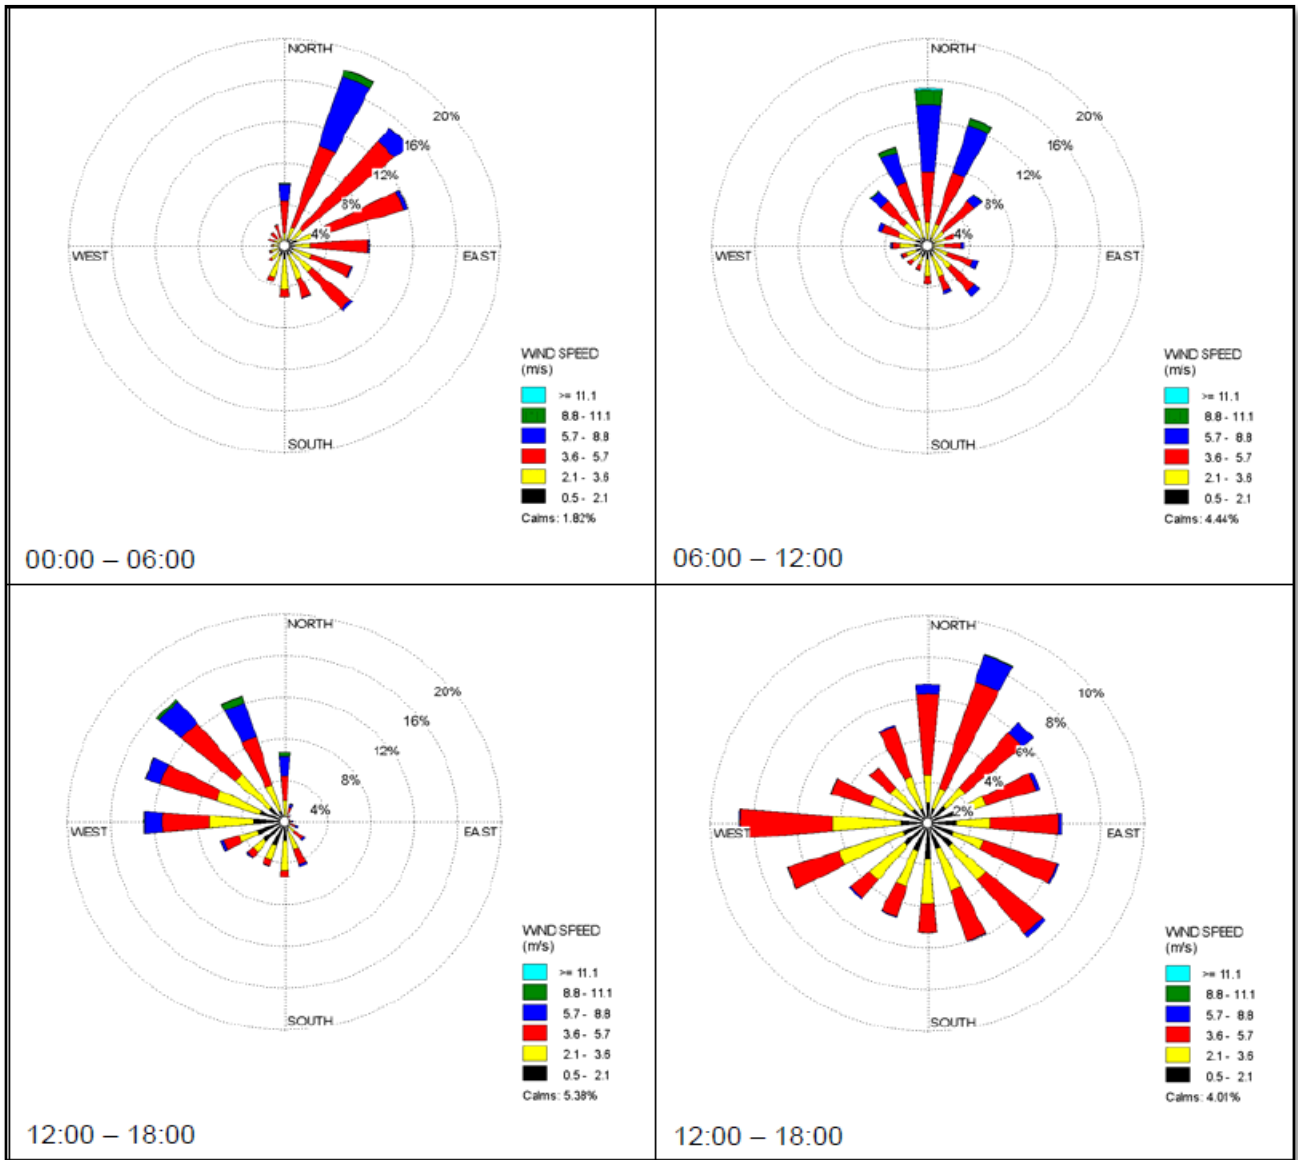 NORTH
20%
16%
12%
8%
4%
WEST
EAST
SOUTH
WIND SPEED
(m/s)
>= 11.1
8.8 - 11.1
5.7 - 8.8
3.6 - 5.7
2.1 - 3.6
0.5 - 2.1
Calms: 1.82%
00:00 – 06:00
NORTH
20%
16%
12%
8%
4%
WEST
EAST
SOUTH
WIND SPEED
(m/s)
>= 11.1
8.8 - 11.1
5.7 - 8.8
3.6 - 5.7
2.1 - 3.6
0.5 - 2.1
Calms: 4.44%
06:00 – 12:00
NORTH
20%
16%
12%
8%
4%
WEST
EAST
SOUTH
WIND SPEED
(m/s)
>= 11.1
8.8 - 11.1
5.7 - 8.8
3.6 - 5.7
2.1 - 3.6
0.5 - 2.1
Calms: 5.38%
12:00 – 18:00
NORTH
10%
8%
6%
4%
2%
WEST
EAST
SOUTH
WIND SPEED
(m/s)
>= 11.1
8.8 - 11.1
5.7 - 8.8
3.6 - 5.7
2.1 - 3.6
0.5 - 2.1
Calms: 4.01%
12:00 – 18:00